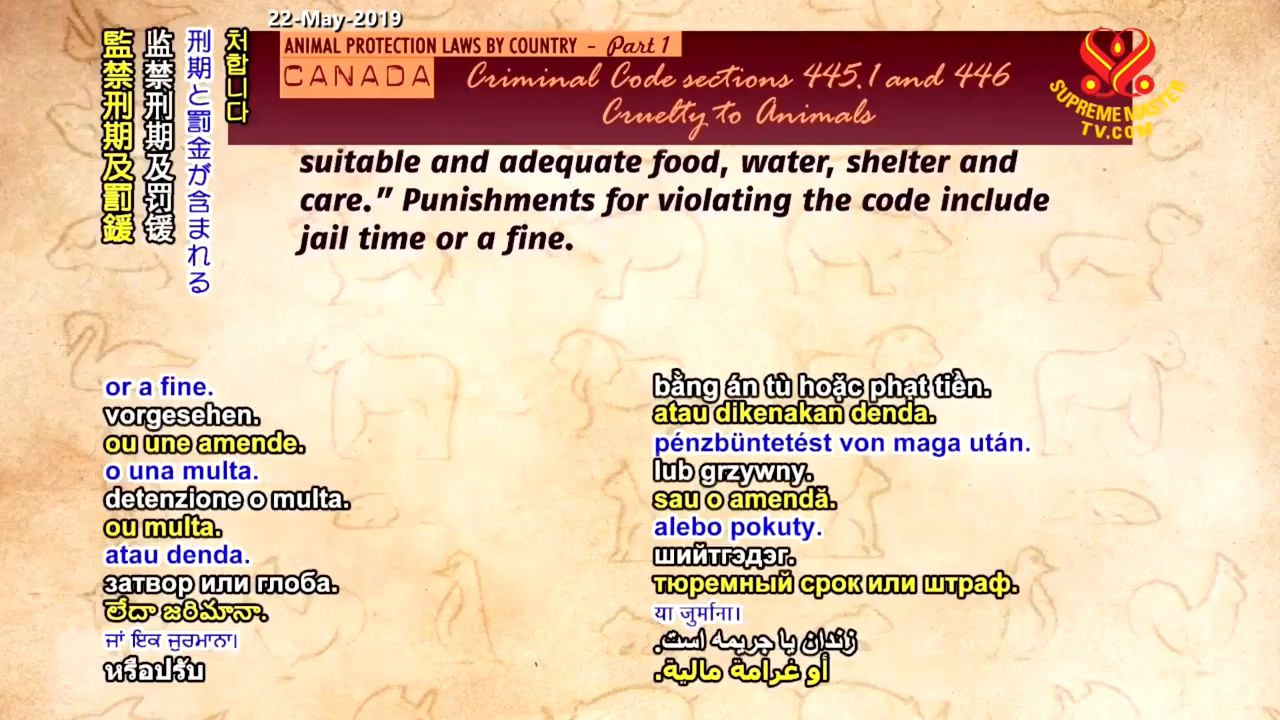 22-May-2019
ANIMAL PROTECTION LAWS BY COUNTRY - Part 1
CANADA
Criminal Code sections 445.1 and 446
Cruelty to Animals
SUPREME MASTER
TV.COM
監禁刑期及罰鍰
监禁刑期及罚锾
刑期と罰金が含まれる
처합니다
suitable and adequate food, water, shelter and
care.” Punishments for violating the code include
jail time or a fine.
or a fine.
vorgesehen.
ou une amende.
o una multa.
detenzione o multa.
ou multa.
atau denda.
затвор или глоба.
లేదా జరిమానా.
ਜਾਂ ਇਕ ਜੁਰਮਾਨਾ।
หรือปรับ
bằng án tù hoặc phạt tiền.
atau dikenakan denda.
pénzbüntetést von maga után.
lub grzywny.
sau o amendă.
alebo pokuty.
шийтгэдэг.
тюремный срок или штраф.
या जुर्माना।
زندان یا جریمه است.
أو غرامة مالية.